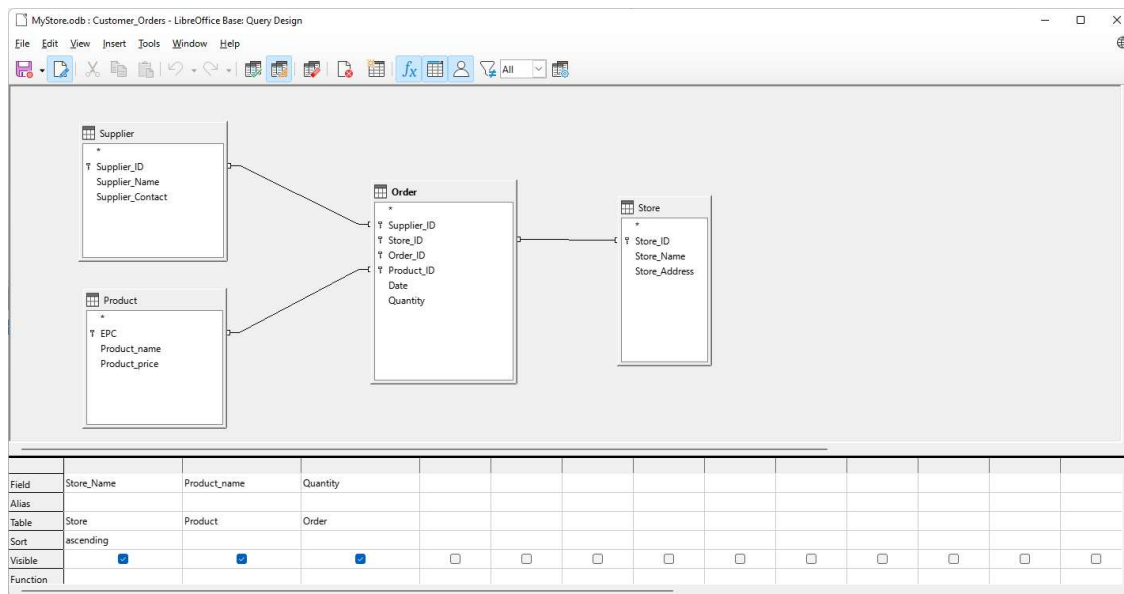 MyStore.odb : Customer_Orders - LibreOffice Base: Query Design
File Edit View Insert Tools Window Help
fx All
Supplier
*
Supplier_ID
Supplier_Name
Supplier_Contact
Product
*
EPC
Product_name
Product_price
Order
*
Supplier_ID
Store_ID
Order_ID
Product_ID
Date
Quantity
Store
*
Store_ID
Store_Name
Store_Address
Field Store_Name Product_name Quantity
Alias
Table Store Product Order
Sort ascending
Visible
Function